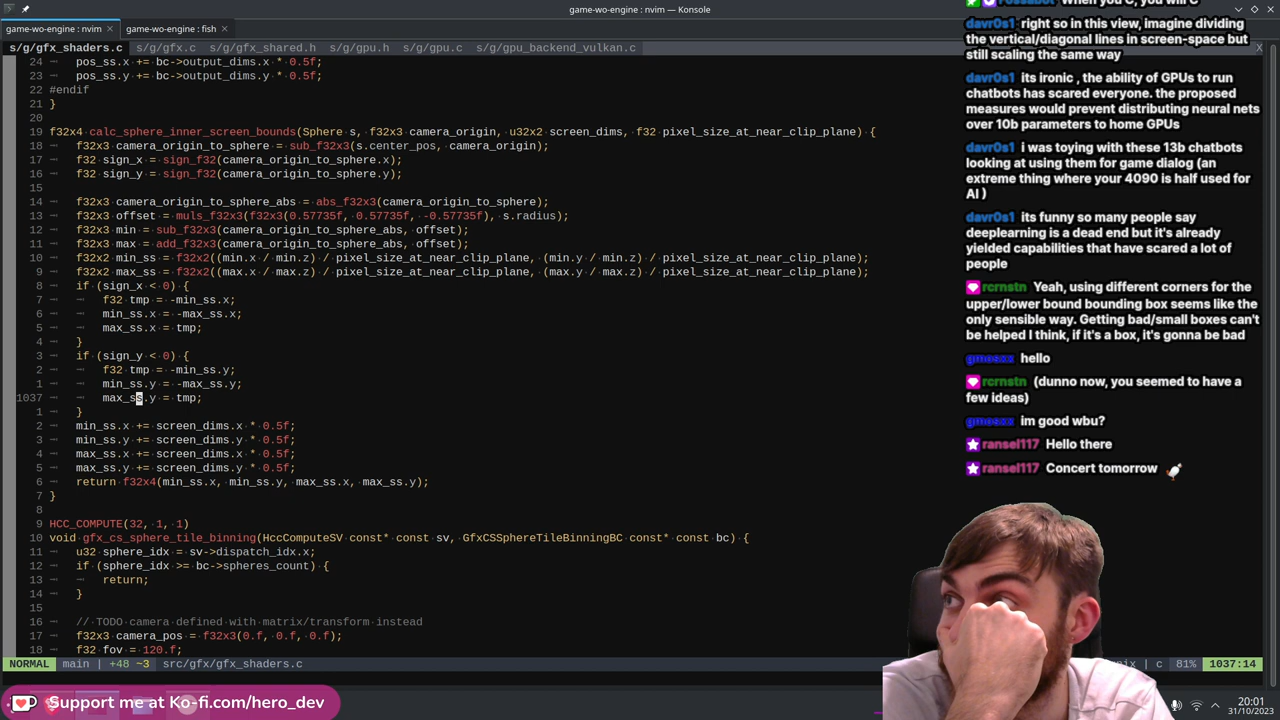 game-wo-engine : nvim — Konsole
game-wo-engine : nvim
game-wo-engine : fish
s/g/gfx_shaders.c s/g/gfx.c s/g/gpu.h s/g/gpu.c s/g/gpu_backend_vulkan.c
24 pos_ss.x += bc->output_dims.x * 0.5f;
23 pos_ss.y += bc->output_dims.y * 0.5f;
22 #endif
21 }
20
19 f32x4 calc_sphere_inner_screen_bounds(Sphere s, f32x3 camera_origin, u32x2 screen_dims, f32 pixel_size_at_near_clip_plane) {
18 f32x3 camera_origin_to_sphere = sub_f32x3(s.center_pos, camera_origin);
17 f32x3 sign_x = sign_f32(camera_origin_to_sphere.x);
16 f32x3 sign_y = sign_f32(camera_origin_to_sphere.y);
15
14 f32x3 camera_origin_to_sphere_abs = abs_f32x3(camera_origin_to_sphere);
13 f32x3 offset = muls_f32x3(f32x3(0.57735f, 0.57735f, -0.57735f), s.radius);
12 f32x3 min = sub_f32x3(camera_origin_to_sphere_abs, offset);
11 f32x3 max = add_f32x3(camera_origin_to_sphere_abs, offset);
10 f32x2 min_ss = f32x2((min.x / min.z) / pixel_size_at_near_clip_plane, (min.y / min.z) / pixel_size_at_near_clip_plane);
9 f32x2 max_ss = f32x2((max.x / max.z) / pixel_size_at_near_clip_plane, (max.y / max.z) / pixel_size_at_near_clip_plane);
8 if (sign_x < 0) {
7 f32 tmp = -min_ss.x;
6 min_ss.x = -max_ss.x;
5 max_ss.x = tmp;
4 }
3 if (sign_y < 0) {
2 f32 tmp = -min_ss.y;
1 min_ss.y = -max_ss.y;
1037 max_ss.y = tmp;
1 }
2 min_ss.x += screen_dims.x * 0.5f;
3 min_ss.y += screen_dims.y * 0.5f;
4 max_ss.x += screen_dims.x * 0.5f;
5 max_ss.y += screen_dims.y * 0.5f;
6 return f32x4(min_ss.x, min_ss.y, max_ss.x, max_ss.y);
7 }
8
9 HCC_COMPUTE(32, 1, 1)
10 void gfx_cs_sphere_tile_binning(HccComputeSV const* const sv, GfxCSSphereTileBinningBC const* const bc) {
11 u32 sphere_idx = sv->dispatch_idx.x;
12 if (sphere_idx >= bc->spheres_count) {
13 return;
14 }
15
16 // TODO camera defined with matrix/transform instead
17 f32x3 camera_pos = f32x3(0.f, 0.f, 0.f);
18 f32 fov = 120.f;
NORMAL main | +48 ~3 src/gfx/gfx_shaders.c
| c 81% 1037:14
Support me at Ko-fi.com/hero_dev
20:01
31/10/2023
When you C, you will C
davr0s1 right so in this view, imagine dividing
the vertical/diagonal lines in screen-space but
still scaling the same way
davr0s1 its ironic , the ability of GPUs to run
chatbots has scared everyone. the proposed
measures would prevent distributing neural nets
over 10b parameters to home GPUs
davr0s1 i was toying with these 13b chatbots
looking at using them for game dialog (an
extreme thing where your 4090 is half used for
AI )
davr0s1 its funny so many people say
deeplearning is a dead end but it's already
yielded capabilities that have scared a lot of
people
rcrnstn Yeah, using different corners for the
upper/lower bound bounding box seems like the
only sensible way. Getting bad/small boxes can't
be helped I think, if it's a box, it's gonna be bad
hello
rcrnstn (dunno now, you seemed to have a
few ideas)
im good wbu?
ransel117 Hello there
ransel117 Concert tomorrow